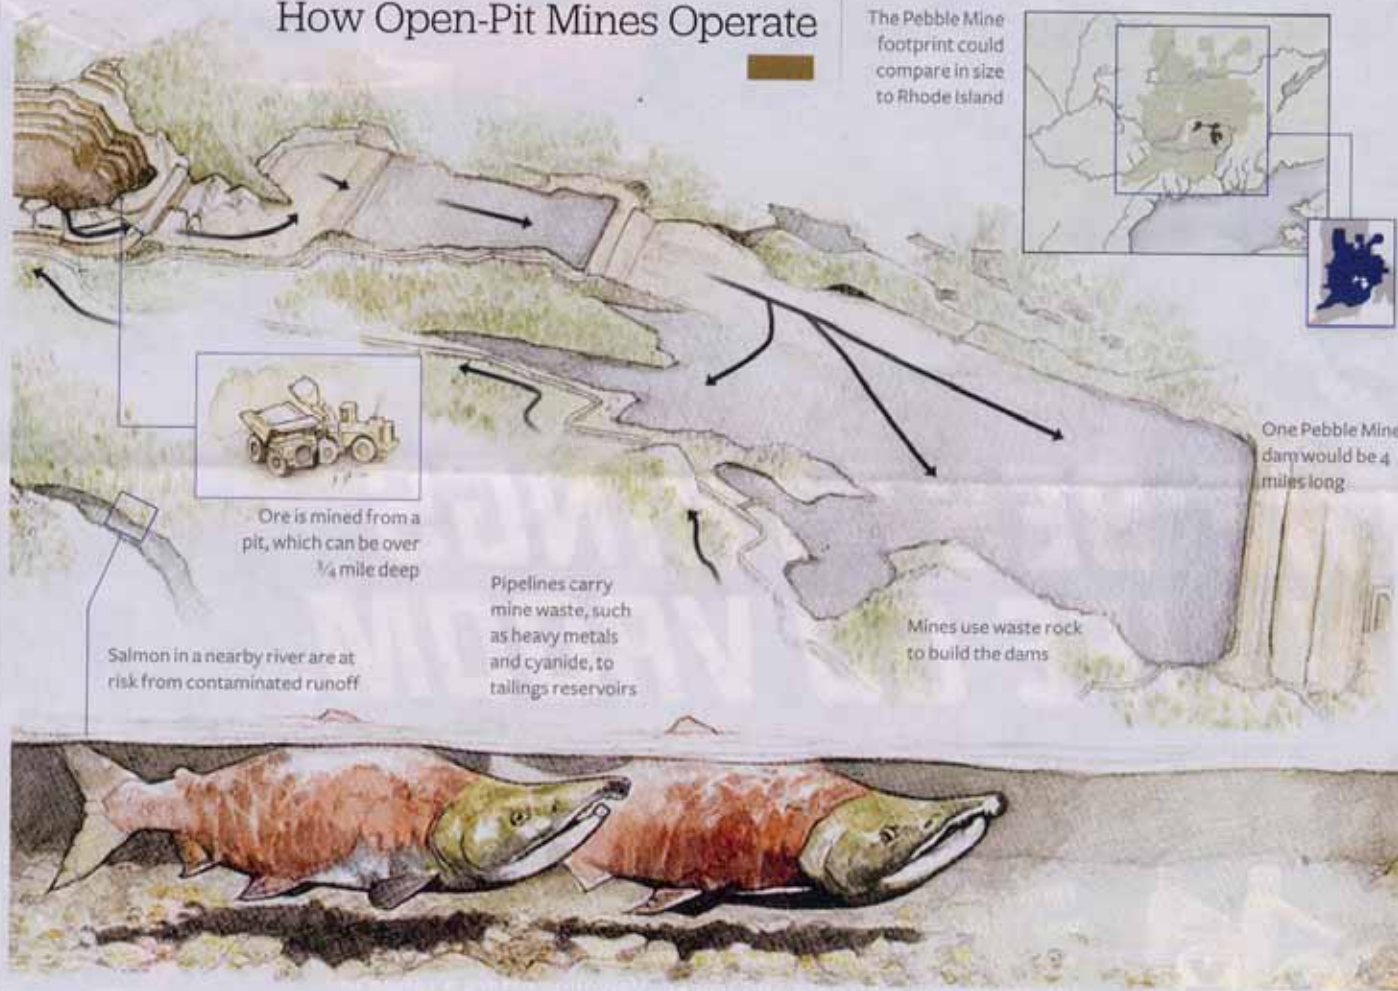 How Open-Pit Mines Operate
The Pebble Mine
footprint could
compare in size
to Rhode Island
One Pebble Mine
dam would be 4
miles long
Ore is mined from a
pit, which can be over
¾ mile deep
Pipelines carry
mine waste, such
as heavy metals
and cyanide, to
tailings reservoirs
Mines use waste rock
to build the dams
Salmon in a nearby river are at
risk from contaminated runoff